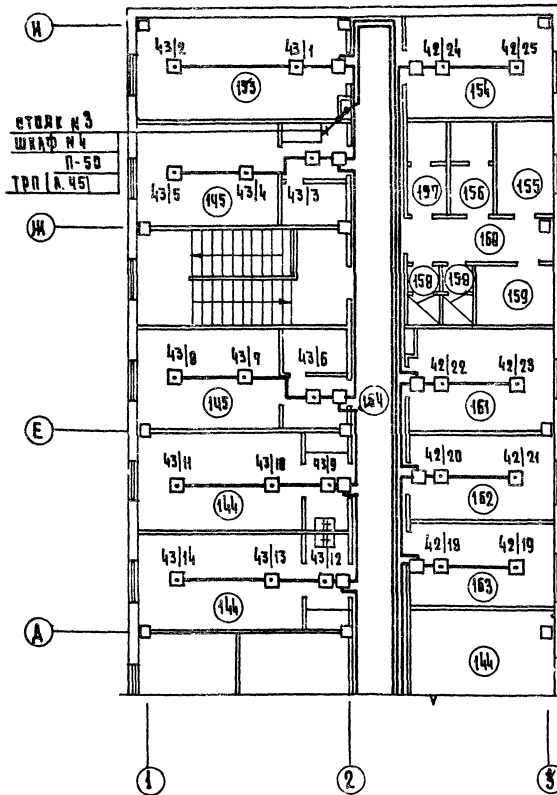 И
43/2 43/1 42/24 42/25
193 154
СТОЯК №3
ШКАФ №4
П-50
ТРП (Л. 45)
43/5 43/4 43/3
145 197 156 155
Ж
160
158 158 159
43/8 43/7 43/6 42/22 42/23
145 164 161
Е
43/11 43/10 43/9 42/20 42/21
144 162
43/14 43/13 43/12 42/18 42/19
144 163
А
144
1 2 3